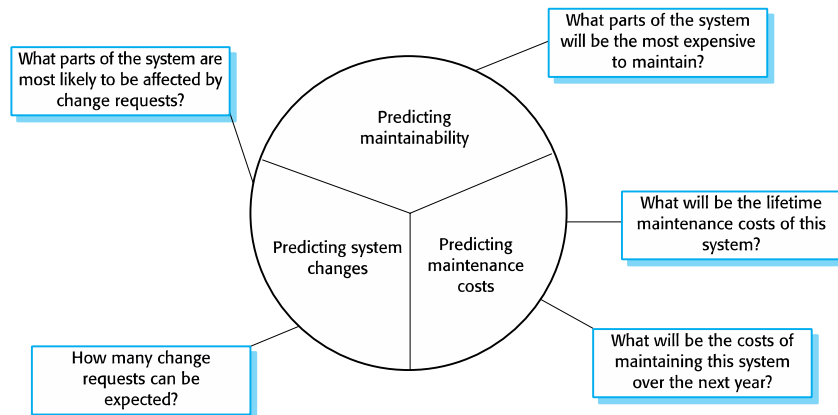 What parts of the system
will be the most expensive
to maintain?
What parts of the system are
most likely to be affected by
change requests?
Predicting
maintainability
What will be the lifetime
maintenance costs of this
system?
Predicting system
changes
Predicting
maintenance
costs
What will be the costs of
maintaining this system
over the next year?
How many change
requests can be
expected?